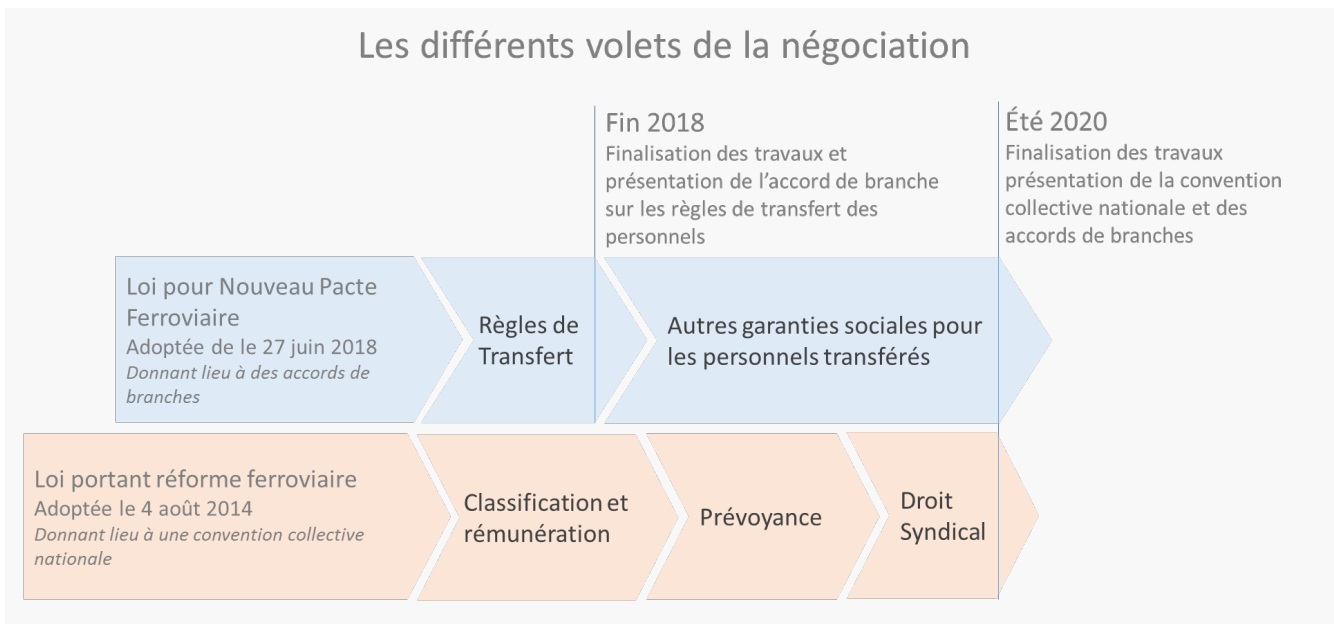 Les différents volets de la négociation
Fin 2018
Finalisation des travaux et
présentation de l'accord de branche
sur les règles de transfert des
personnels
Été 2020
Finalisation des travaux
présentation de la convention
collective nationale et des
accords de branches
Loi pour Nouveau Pacte
Ferroviaire
Adoptée de le 27 juin 2018
Donnant lieu à des accords de
branches
Règles de
Transfert
Autres garanties sociales pour
les personnels transférés
Loi portant réforme ferroviaire
Adoptée le 4 août 2014
Donnant lieu à une convention collective
nationale
Classification et
rémunération
Prévoyance
Droit
Syndical